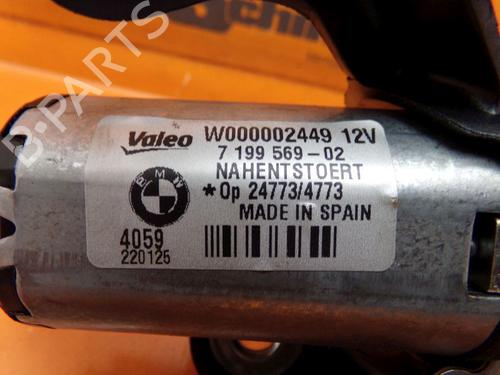 Valeo W000002449 12V
7 199 569-02
NAHENTSTOERT
*Op 24773/4773
BMW
MADE IN SPAIN
4059
220125
B-PARTS